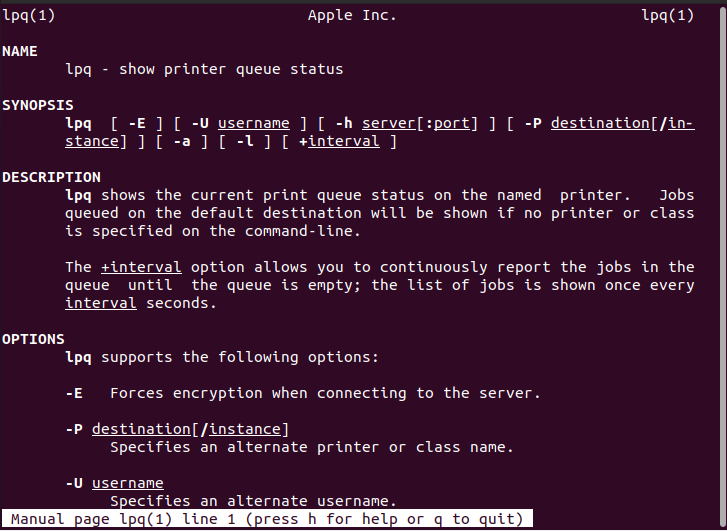 lpq(1) Apple Inc. lpq(1)
NAME
lpq - show printer queue status
SYNOPSIS
lpq [ -E ] [ -U username ] [ -h server[:port] ] [ -P destination[/in-
stance] ] [ -a ] [ -l ] [ +interval ]
DESCRIPTION
lpq shows the current print queue status on the named printer. Jobs
queued on the default destination will be shown if no printer or class
is specified on the command-line.
The +interval option allows you to continuously report the jobs in the
queue until the queue is empty; the list of jobs is shown once every
interval seconds.
OPTIONS
lpq supports the following options:
-E Forces encryption when connecting to the server.
-P destination[/instance]
Specifies an alternate printer or class name.
-U username
Specifies an alternate username.
Manual page lpq(1) line 1 (press h for help or q to quit)